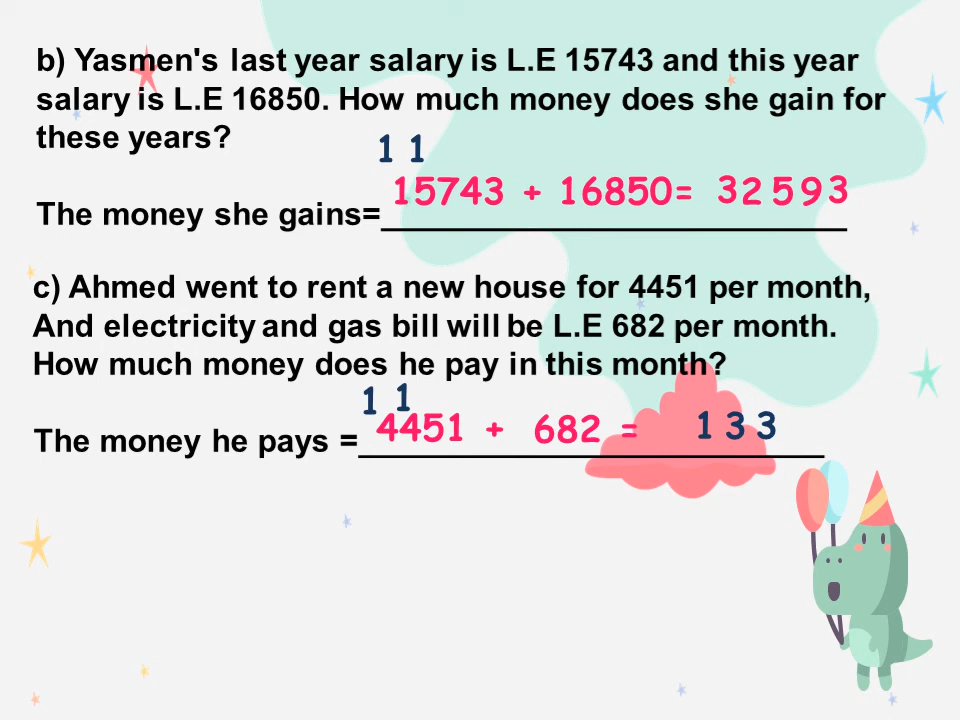 b) Yasmen's last year salary is L.E 15743 and this year
salary is L.E 16850. How much money does she gain for
these years?
1 1
The money she gains= 15743 + 16850= 32593
c) Ahmed went to rent a new house for 4451 per month,
And electricity and gas bill will be L.E 682 per month.
How much money does he pay in this month?
1 1
The money he pays = 4451 + 682 = 133